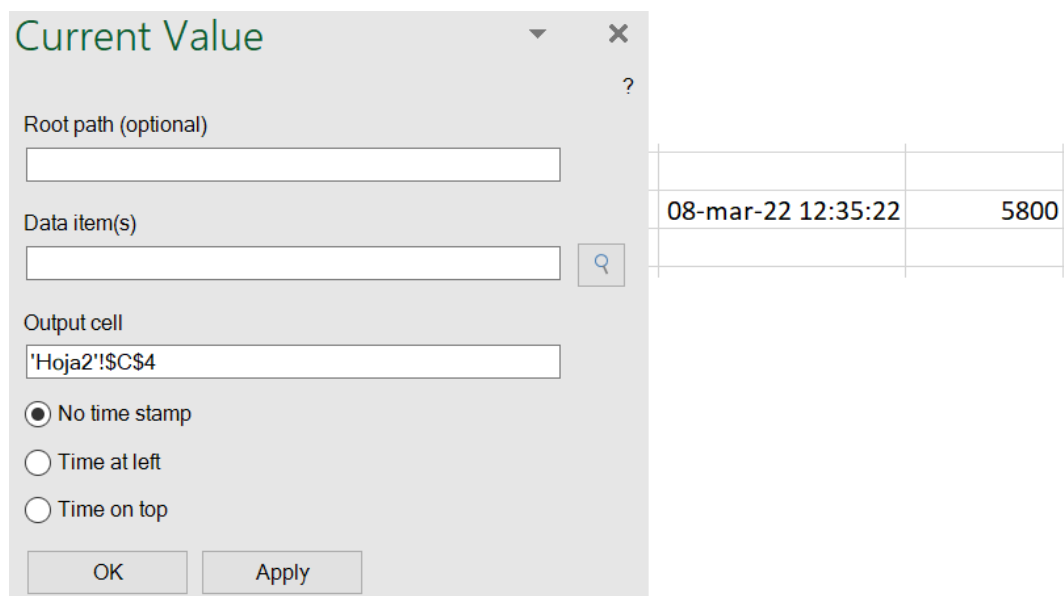 Current Value
?
Root path (optional)
Data item(s)
Output cell
'Hoja2'!$C$4
No time stamp
Time at left
Time on top
OK Apply
08-mar-22 12:35:22 5800